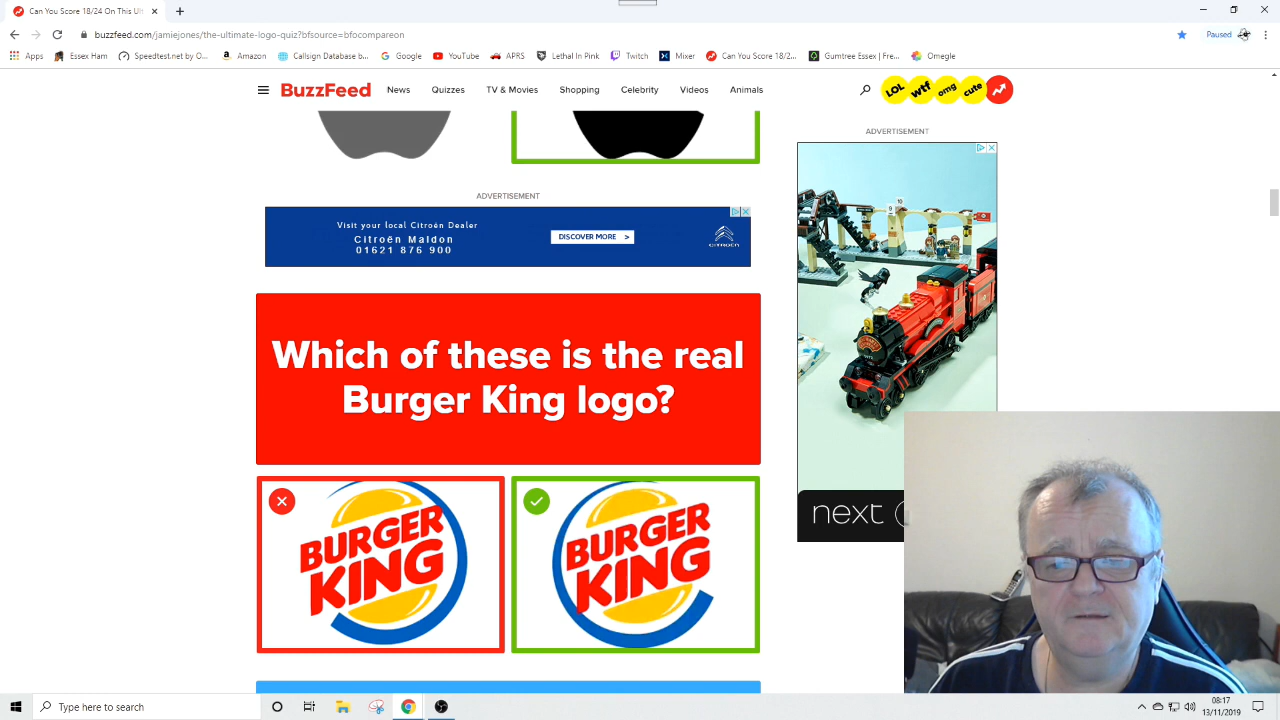 Can You Score 18/24 On This Ul
buzzfeed.com/jamiejones/the-ultimate-logo-quiz?bfocompareon
Paused
Apps
Essex Ham
Speedtest.net by O...
Amazon
Callsign Database b...
Google
YouTube
APRS
Lethal In Pink
Twitch
Mixer
Can You Score 18/2...
Gumtree Essex | Fre...
Omegle
BuzzFeed
News
Quizzes
TV & Movies
Shopping
Celebrity
Videos
Animals
LOL
wtf
omg
cute
ADVERTISEMENT
ADVERTISEMENT
Visit your local Citroën Dealer
Citroën Maldon
01621 876 900
DISCOVER MORE >
CITROËN
9
10
Which of these is the real
Burger King logo?
BURGER
KING
BURGER
KING
next
Type here to search
08:17
13/11/2019